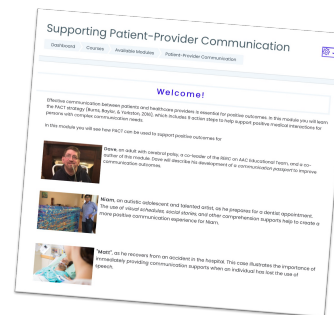 Supporting Patient-Provider Communication
Dashboard Courses Available Modules Patient-Provider Communication
Welcome!
Effective communication between patients and healthcare providers is essential for positive outcomes. In this module you will learn
the FACT strategy (Burns, Baylor, & Yorkston, 2016), which includes 11 action steps to help support positive medical interactions for
persons with complex communication needs.
In this module you will see how FACT can be used to support positive outcomes for:
Dave, an adult with cerebral palsy, a co-leader of the RERC on AAC Educational Team, and a co-
author of this module. Dave will describe his development of a communication passport to improve
communication outcomes.
Niam, an autistic adolescent and talented artist, as he prepares for a dental appointment.
The use of visual schedules, social stories, and other comprehension supports help to create a
more positive communication experience for Niam.
"Matt", as he recovers from an accident in the hospital. This case illustrates the importance of
immediately providing communication supports when an individual has lost the use of
speech.